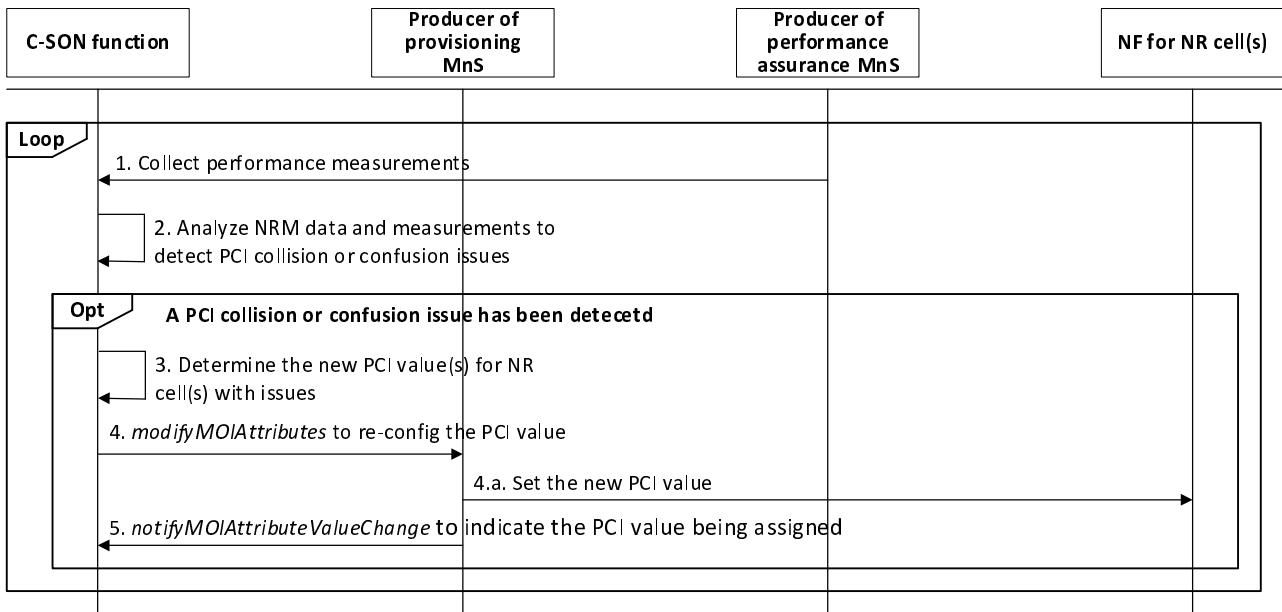 C-SON function
Producer of
provisioning
MnS
Producer of
performance
assurance MnS
NF for NR cell(s)
Loop
1. Collect performance measurements
2. Analyze NRM data and measurements to
detect PCI collision or confusion issues
Opt
A PCI collision or confusion issue has been detecetd
3. Determine the new PCI value(s) for NR
cell(s) with issues
4. modifyMOIAttributes to re-config the PCI value
4.a. Set the new PCI value
5. notifyMOIAttributeValueChange to indicate the PCI value being assigned